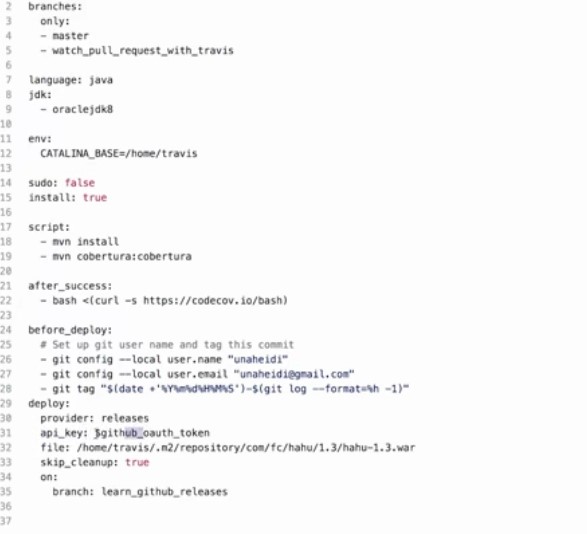 2 branches:
3 only:
4 - master
5 - watch_pull_request_with_travis
6
7 language: java
8 jdk:
9 - oraclejdk8
10
11 env:
12 CATALINA_BASE=/home/travis
13
14 sudo: false
15 install: true
16
17 script:
18 - mvn install
19 - mvn cobertura:cobertura
20
21 after_success:
22 - bash <(curl -s https://codecov.io/bash)
23
24 before_deploy:
25 # Set up git user name and tag this commit
26 - git config --local user.name "unaheidi"
27 - git config --local user.email "unaheidi@gmail.com"
28 - git tag "$(date +'%Y%m%d%H%M%S')-$(git log --format=%h -1)"
29 deploy:
30 provider: releases
31 api_key: $github_oauth_token
32 file: /home/travis/.m2/repository/com/fc/hahu/1.3/hahu-1.3.war
33 skip_cleanup: true
34 on:
35 branch: learn_github_releases
36
37